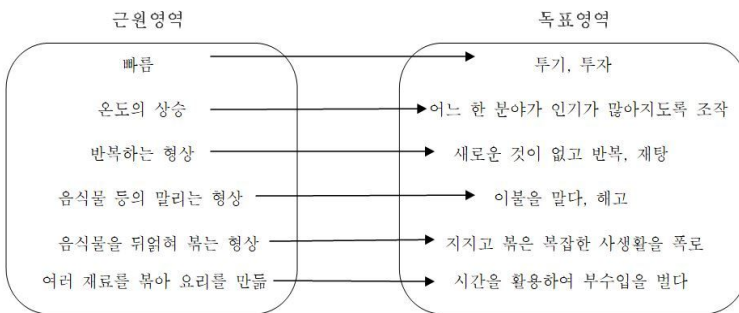 근원영역 독표영역
빠름 투기, 투자
온도의 상승 어느 한 분야가 인기가 많아지도록 조작
반복하는 형상 새로운 것이 없고 반복, 재탕
음식물 등의 말리는 형상 이불을 말다, 해고
음식물을 뒤얽혀 볶는 형상 지지고 볶은 복잡한 사생활을 폭로
여러 재료를 볶아 요리를 만듦 시간을 활용하여 부수입을 벌다